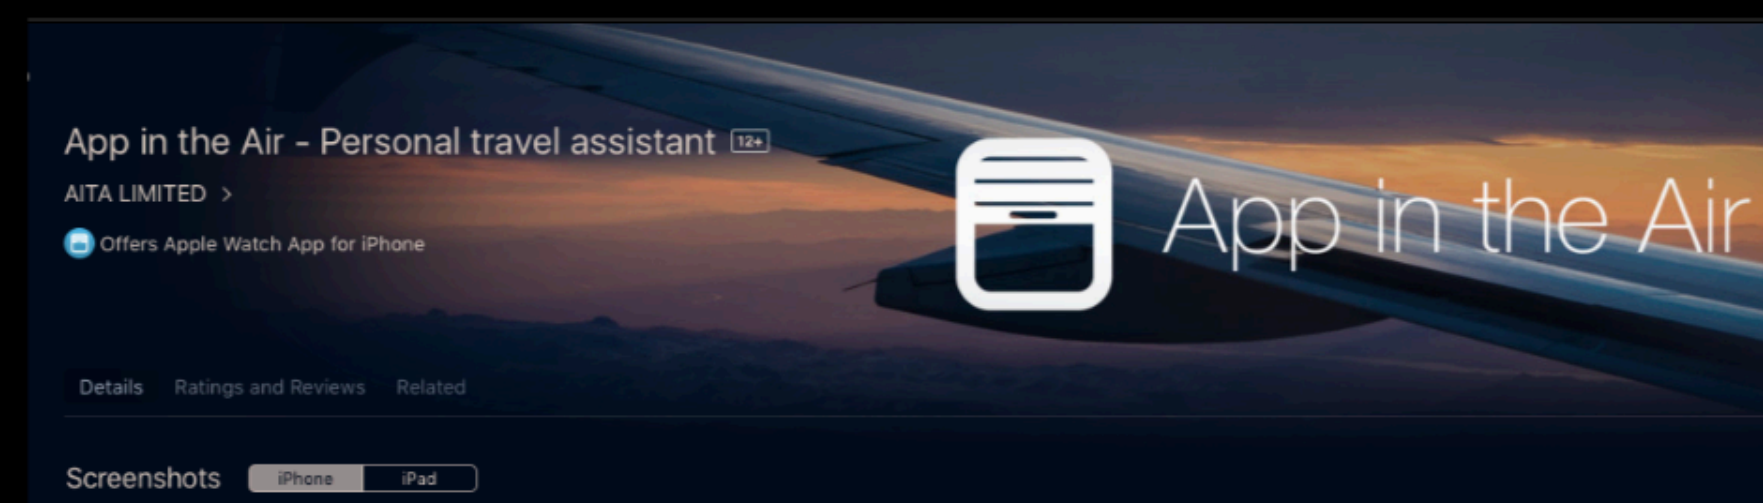 App in the Air - Personal travel assistant 12+
AITA LIMITED >
Offers Apple Watch App for iPhone
App in the Air
Details Ratings and Reviews Related
Screenshots iPhone iPad